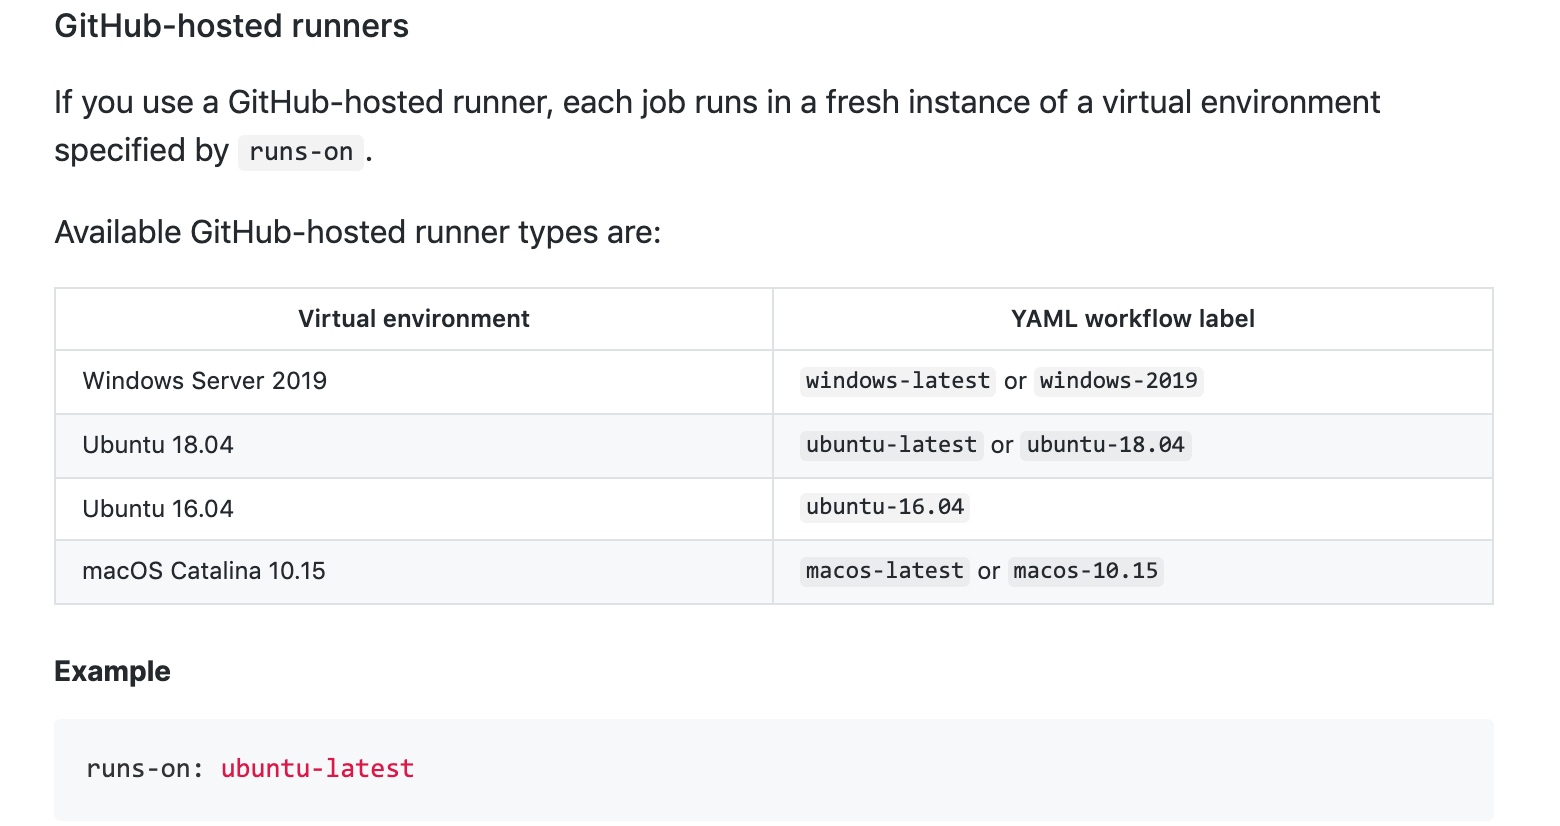 GitHub-hosted runners
If you use a GitHub-hosted runner, each job runs in a fresh instance of a virtual environment
specified by runs-on .
Available GitHub-hosted runner types are:
Virtual environment YAML workflow label
Windows Server 2019 windows-latest or windows-2019
Ubuntu 18.04 ubuntu-latest or ubuntu-18.04
Ubuntu 16.04 ubuntu-16.04
macOS Catalina 10.15 macos-latest or macos-10.15
Example
runs-on: ubuntu-latest